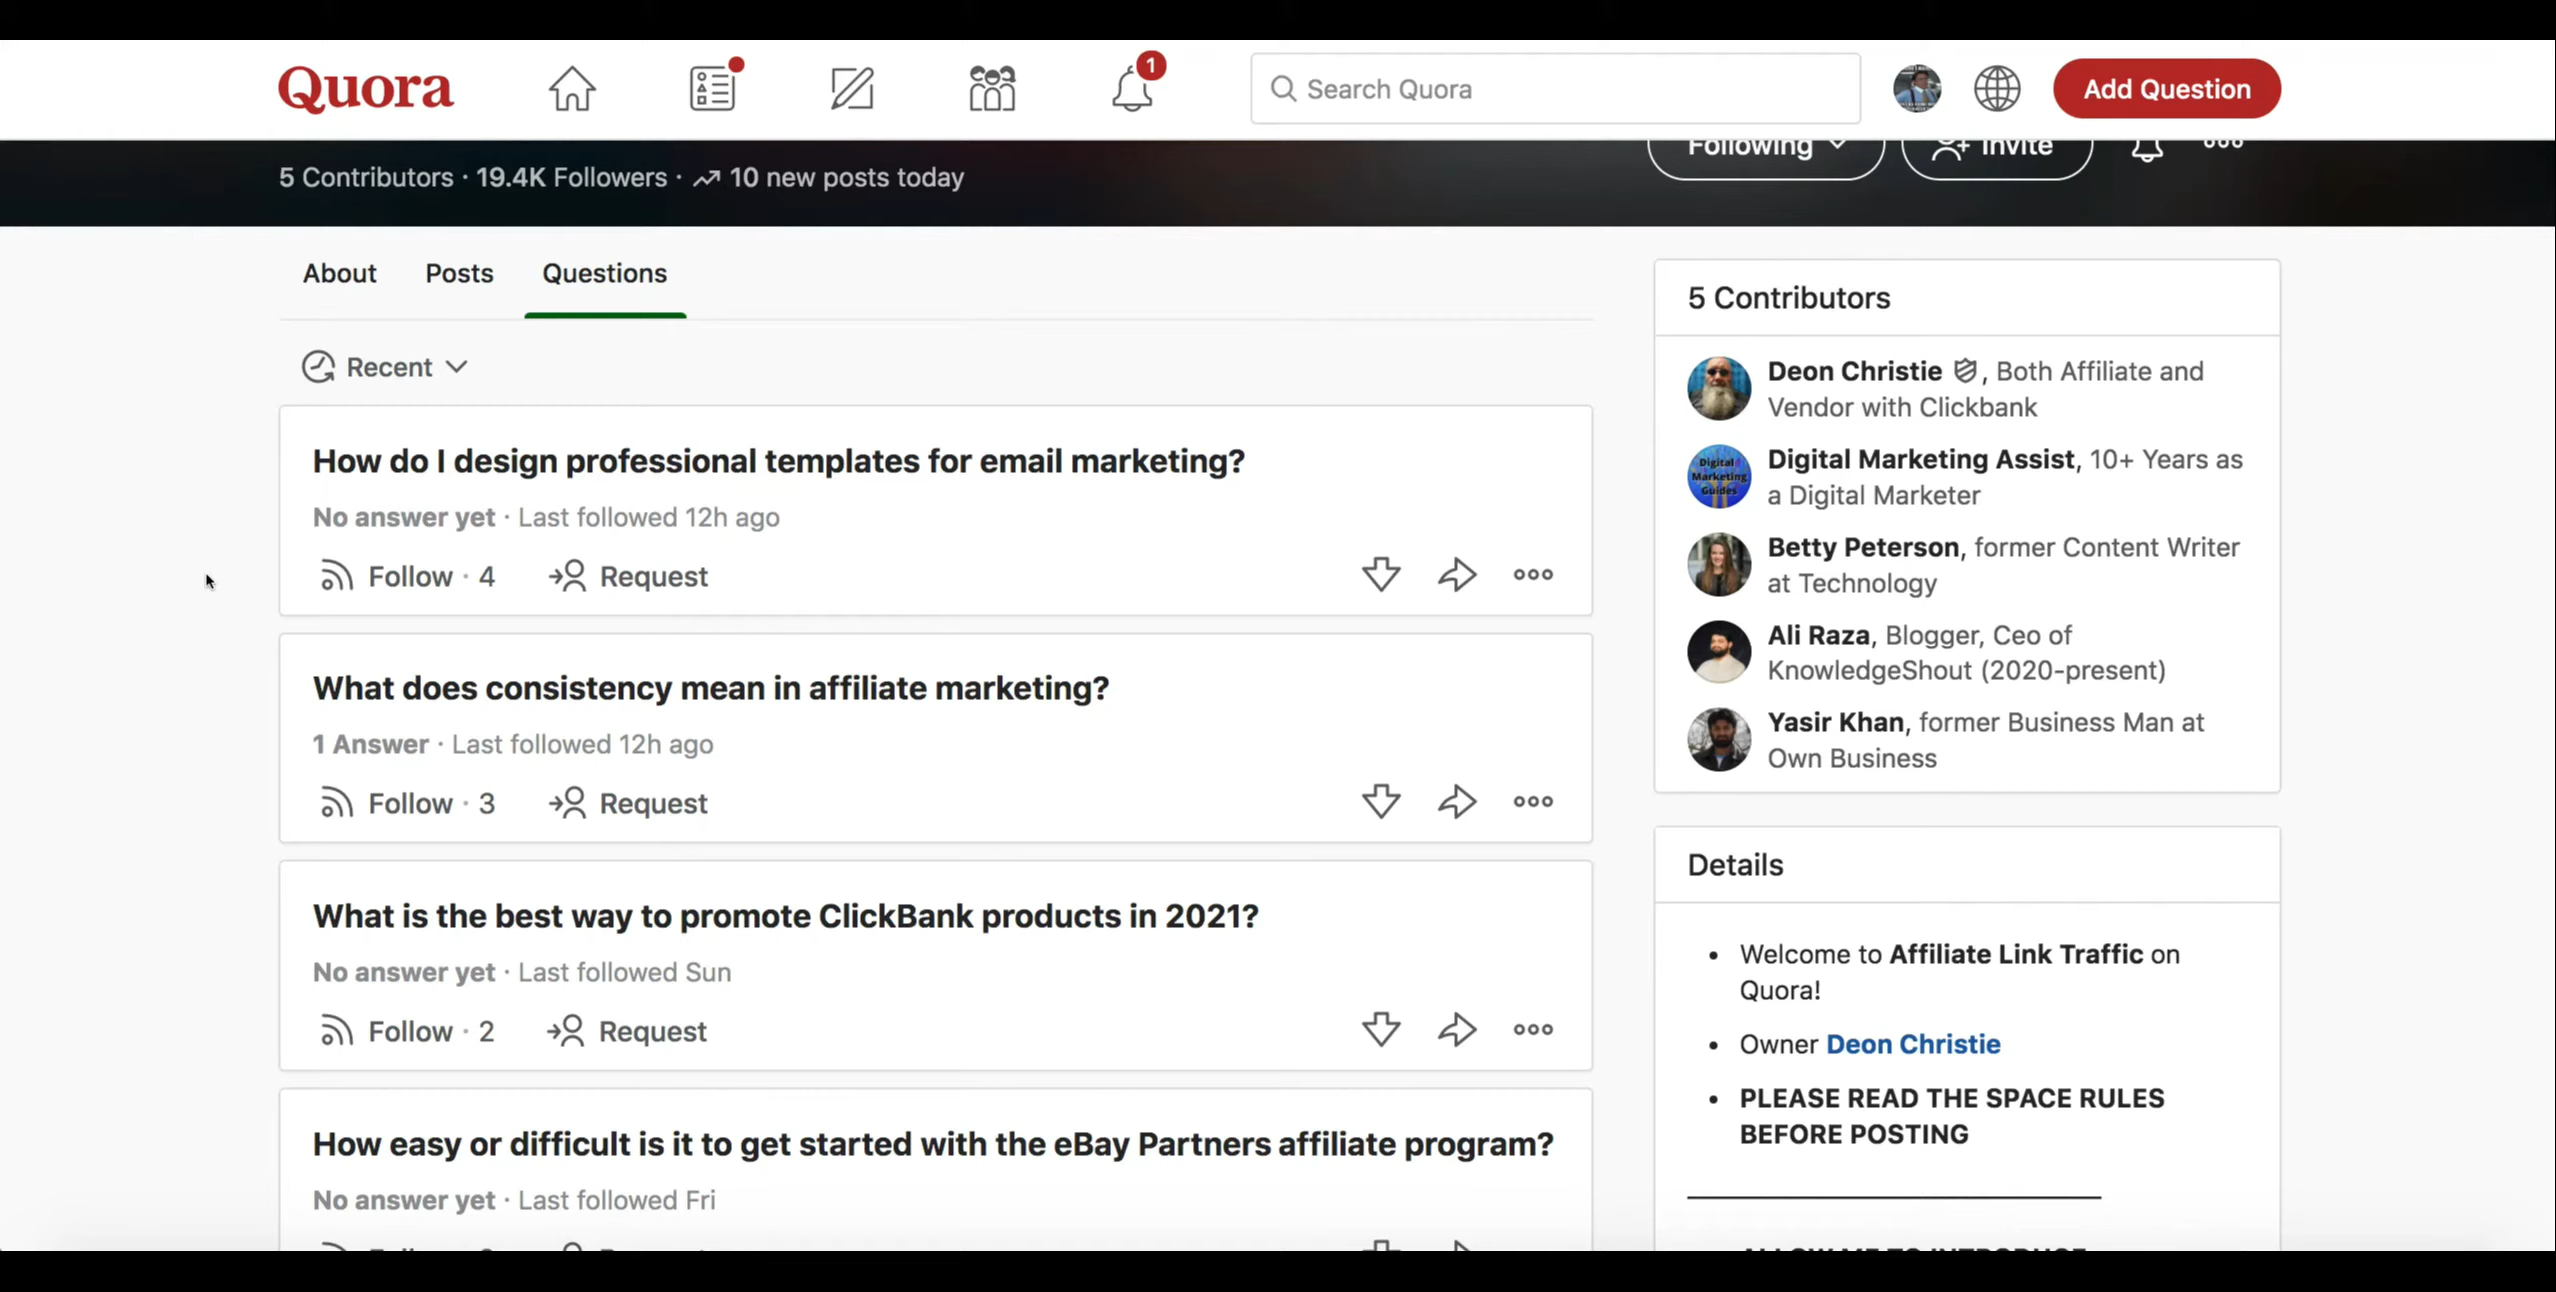 Quora
1
Search Quora
Add Question
5 Contributors · 19.4K Followers · 10 new posts today
Following
Invite
About
Posts
Questions
Recent
How do I design professional templates for email marketing?
No answer yet · Last followed 12h ago
Follow · 4
Request
What does consistency mean in affiliate marketing?
1 Answer · Last followed 12h ago
Follow · 3
Request
What is the best way to promote ClickBank products in 2021?
No answer yet · Last followed Sun
Follow · 2
Request
How easy or difficult is it to get started with the eBay Partners affiliate program?
No answer yet · Last followed Fri
5 Contributors
Deon Christie , Both Affiliate and
Vendor with Clickbank
Digital
Marketing
Guides
Digital Marketing Assist, 10+ Years as
a Digital Marketer
Betty Peterson, former Content Writer
at Technology
Ali Raza, Blogger, Ceo of
KnowledgeShout (2020-present)
Yasir Khan, former Business Man at
Own Business
Details
• Welcome to Affiliate Link Traffic on
Quora!
• Owner Deon Christie
• PLEASE READ THE SPACE RULES
BEFORE POSTING